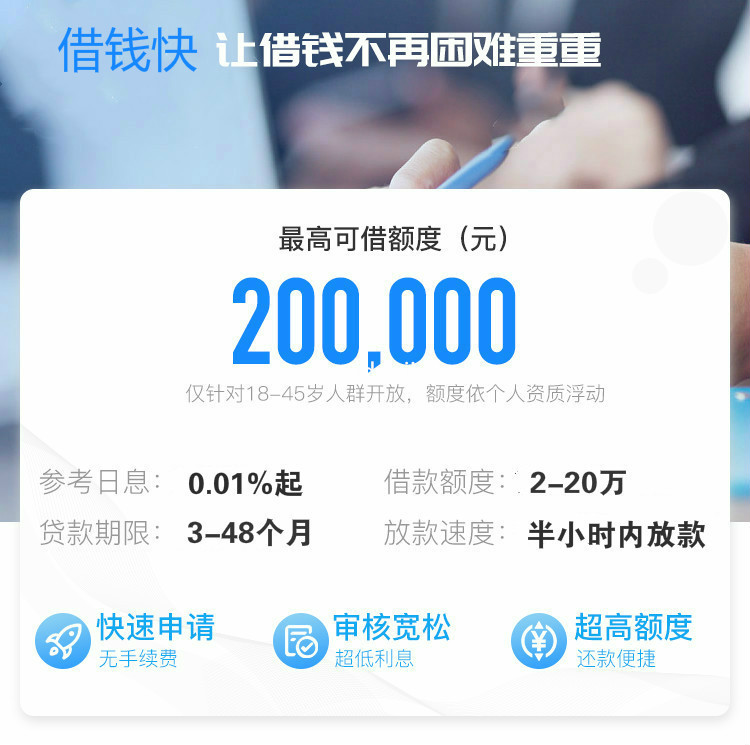 借钱快 让借钱不再困难重重
最高可借额度（元）
200,000
仅针对18-45岁人群开放，额度依个人资质浮动
参考日息： 0.01%起 借款额度： 2-20万
贷款期限： 3-48个月 放款速度： 半小时内放款
快速申请 审核宽松 超高额度
无手续费 超低利息 还款便捷